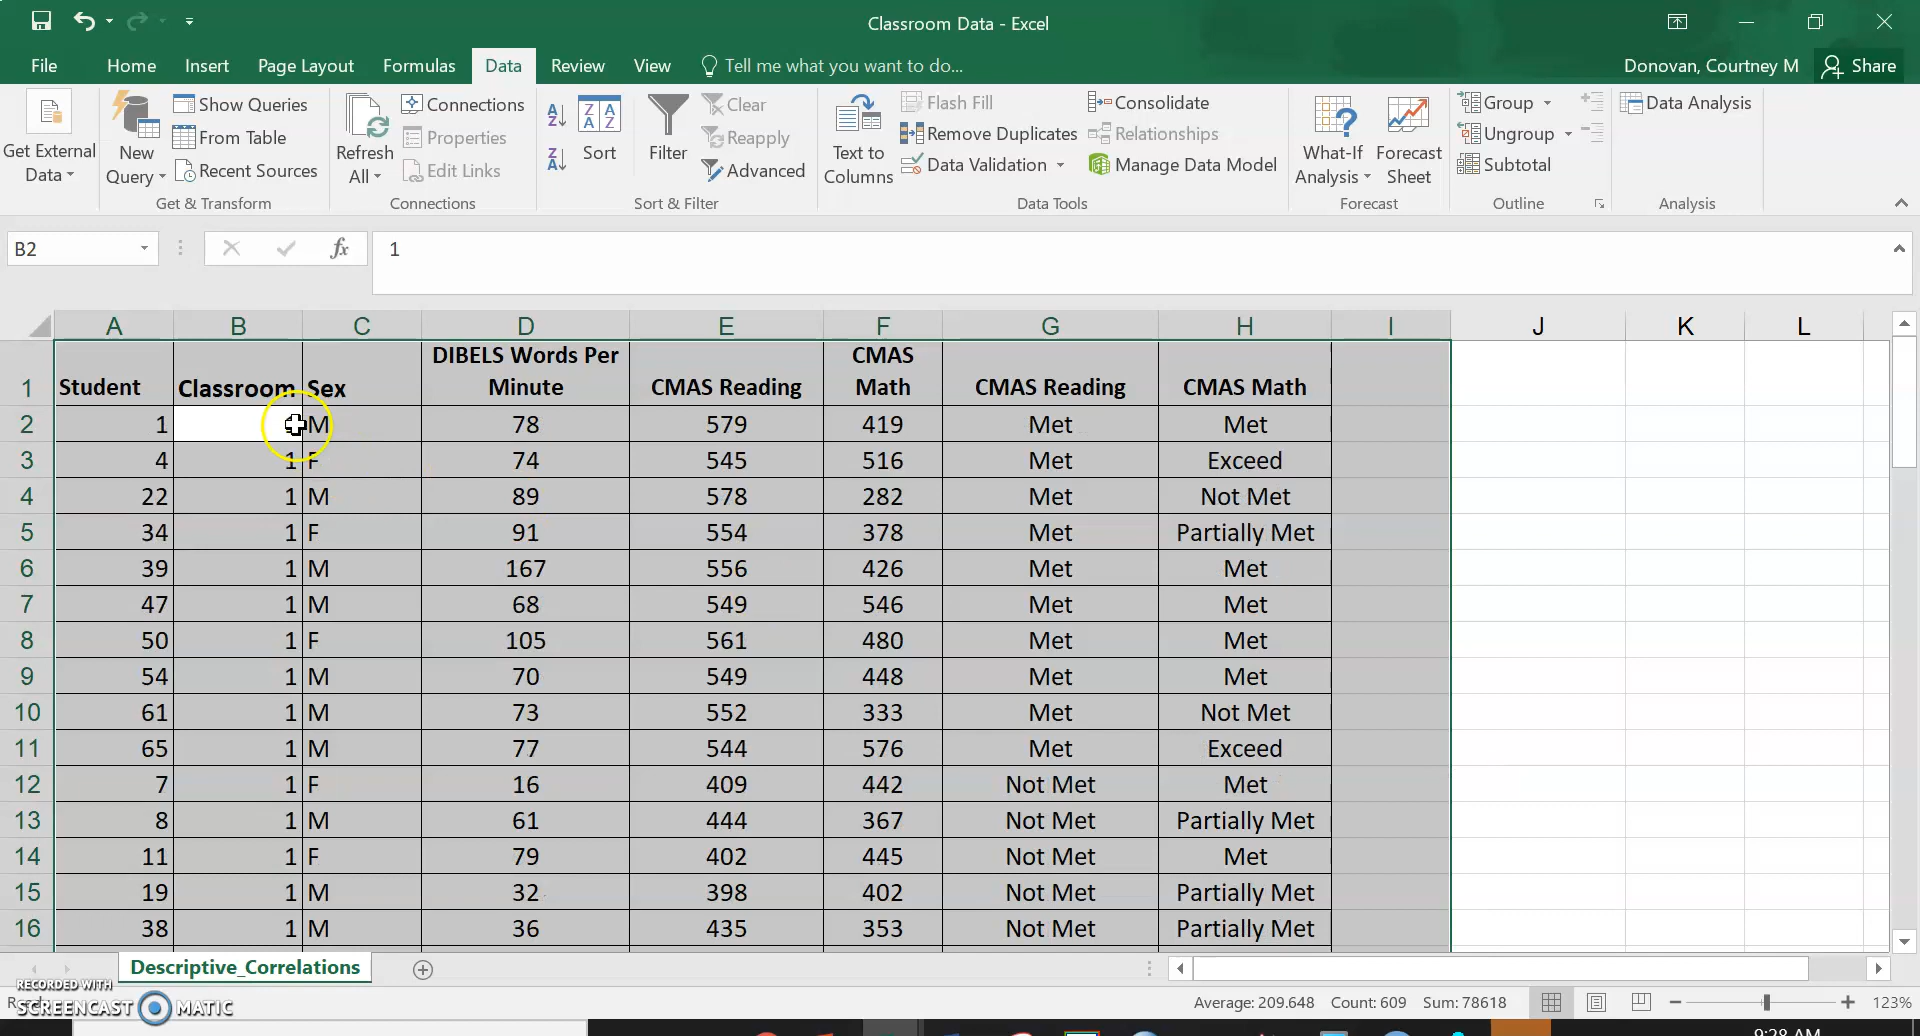 Classroom Data - Excel
File Home Insert Page Layout Formulas Data Review View Tell me what you want to do... Donovan, Courtney M Share
Get External Data
New Query
Show Queries
From Table
Recent Sources
Get & Transform
Refresh All
Connections
Properties
Edit Links
Connections
Sort
Filter
Clear
Reapply
Advanced
Sort & Filter
Text to Columns
Flash Fill
Remove Duplicates
Data Validation
Consolidate
Relationships
Manage Data Model
Data Tools
What-If Analysis
Forecast Sheet
Forecast
Group
Ungroup
Subtotal
Outline
Data Analysis
Analysis
B2 fx 1
A B C D E F G H I J K L
1 Student Classroom Sex DIBELS Words Per Minute CMAS Reading CMAS Math CMAS Reading CMAS Math
2 1 M 78 579 419 Met Met
3 4 1 F 74 545 516 Met Exceed
4 22 1 M 89 578 282 Met Not Met
5 34 1 F 91 554 378 Met Partially Met
6 39 1 M 167 556 426 Met Met
7 47 1 M 68 549 546 Met Met
8 50 1 F 105 561 480 Met Met
9 54 1 M 70 549 448 Met Met
10 61 1 M 73 552 333 Met Not Met
11 65 1 M 77 544 576 Met Exceed
12 7 1 F 16 409 442 Not Met Met
13 8 1 M 61 444 367 Not Met Partially Met
14 11 1 F 79 402 445 Not Met Met
15 19 1 M 32 398 402 Not Met Partially Met
16 38 1 M 36 435 353 Not Met Partially Met
Descriptive_Correlations
RECORDED WITH
SCREENCAST MATIC
Average: 209.648 Count: 609 Sum: 78618 123%
9:28 AM